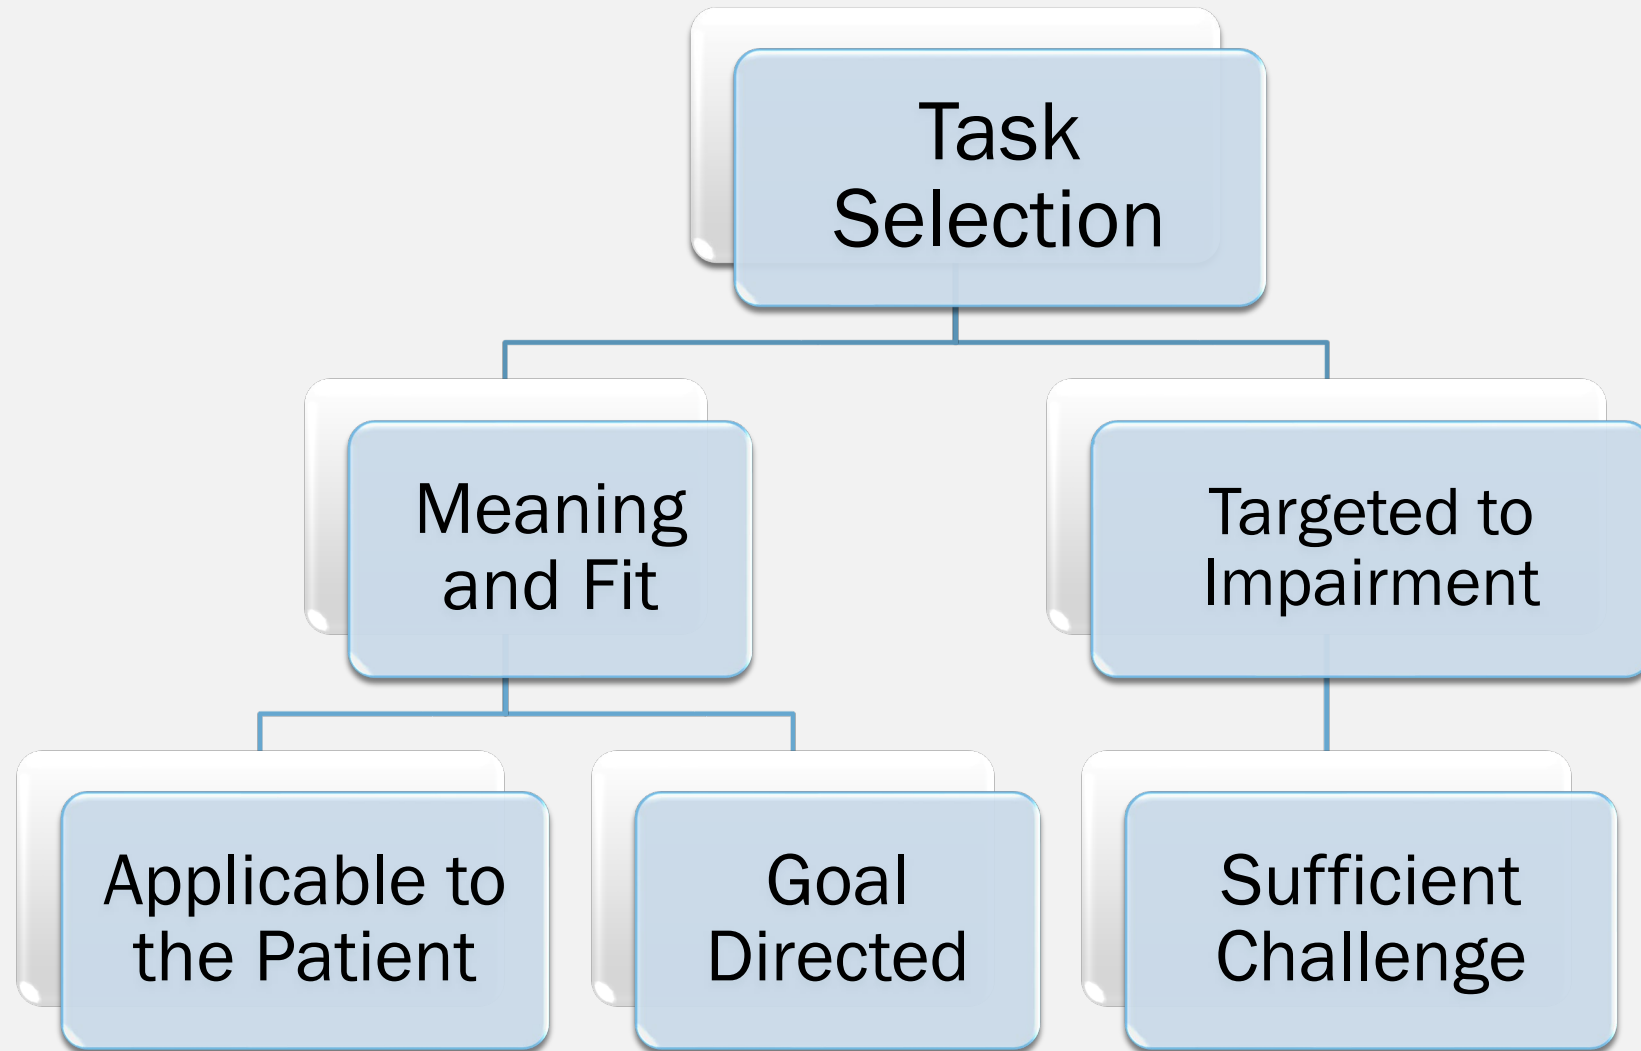 Task
Selection
Meaning
and Fit
Targeted to
Impairment
Applicable to
the Patient
Goal
Directed
Sufficient
Challenge